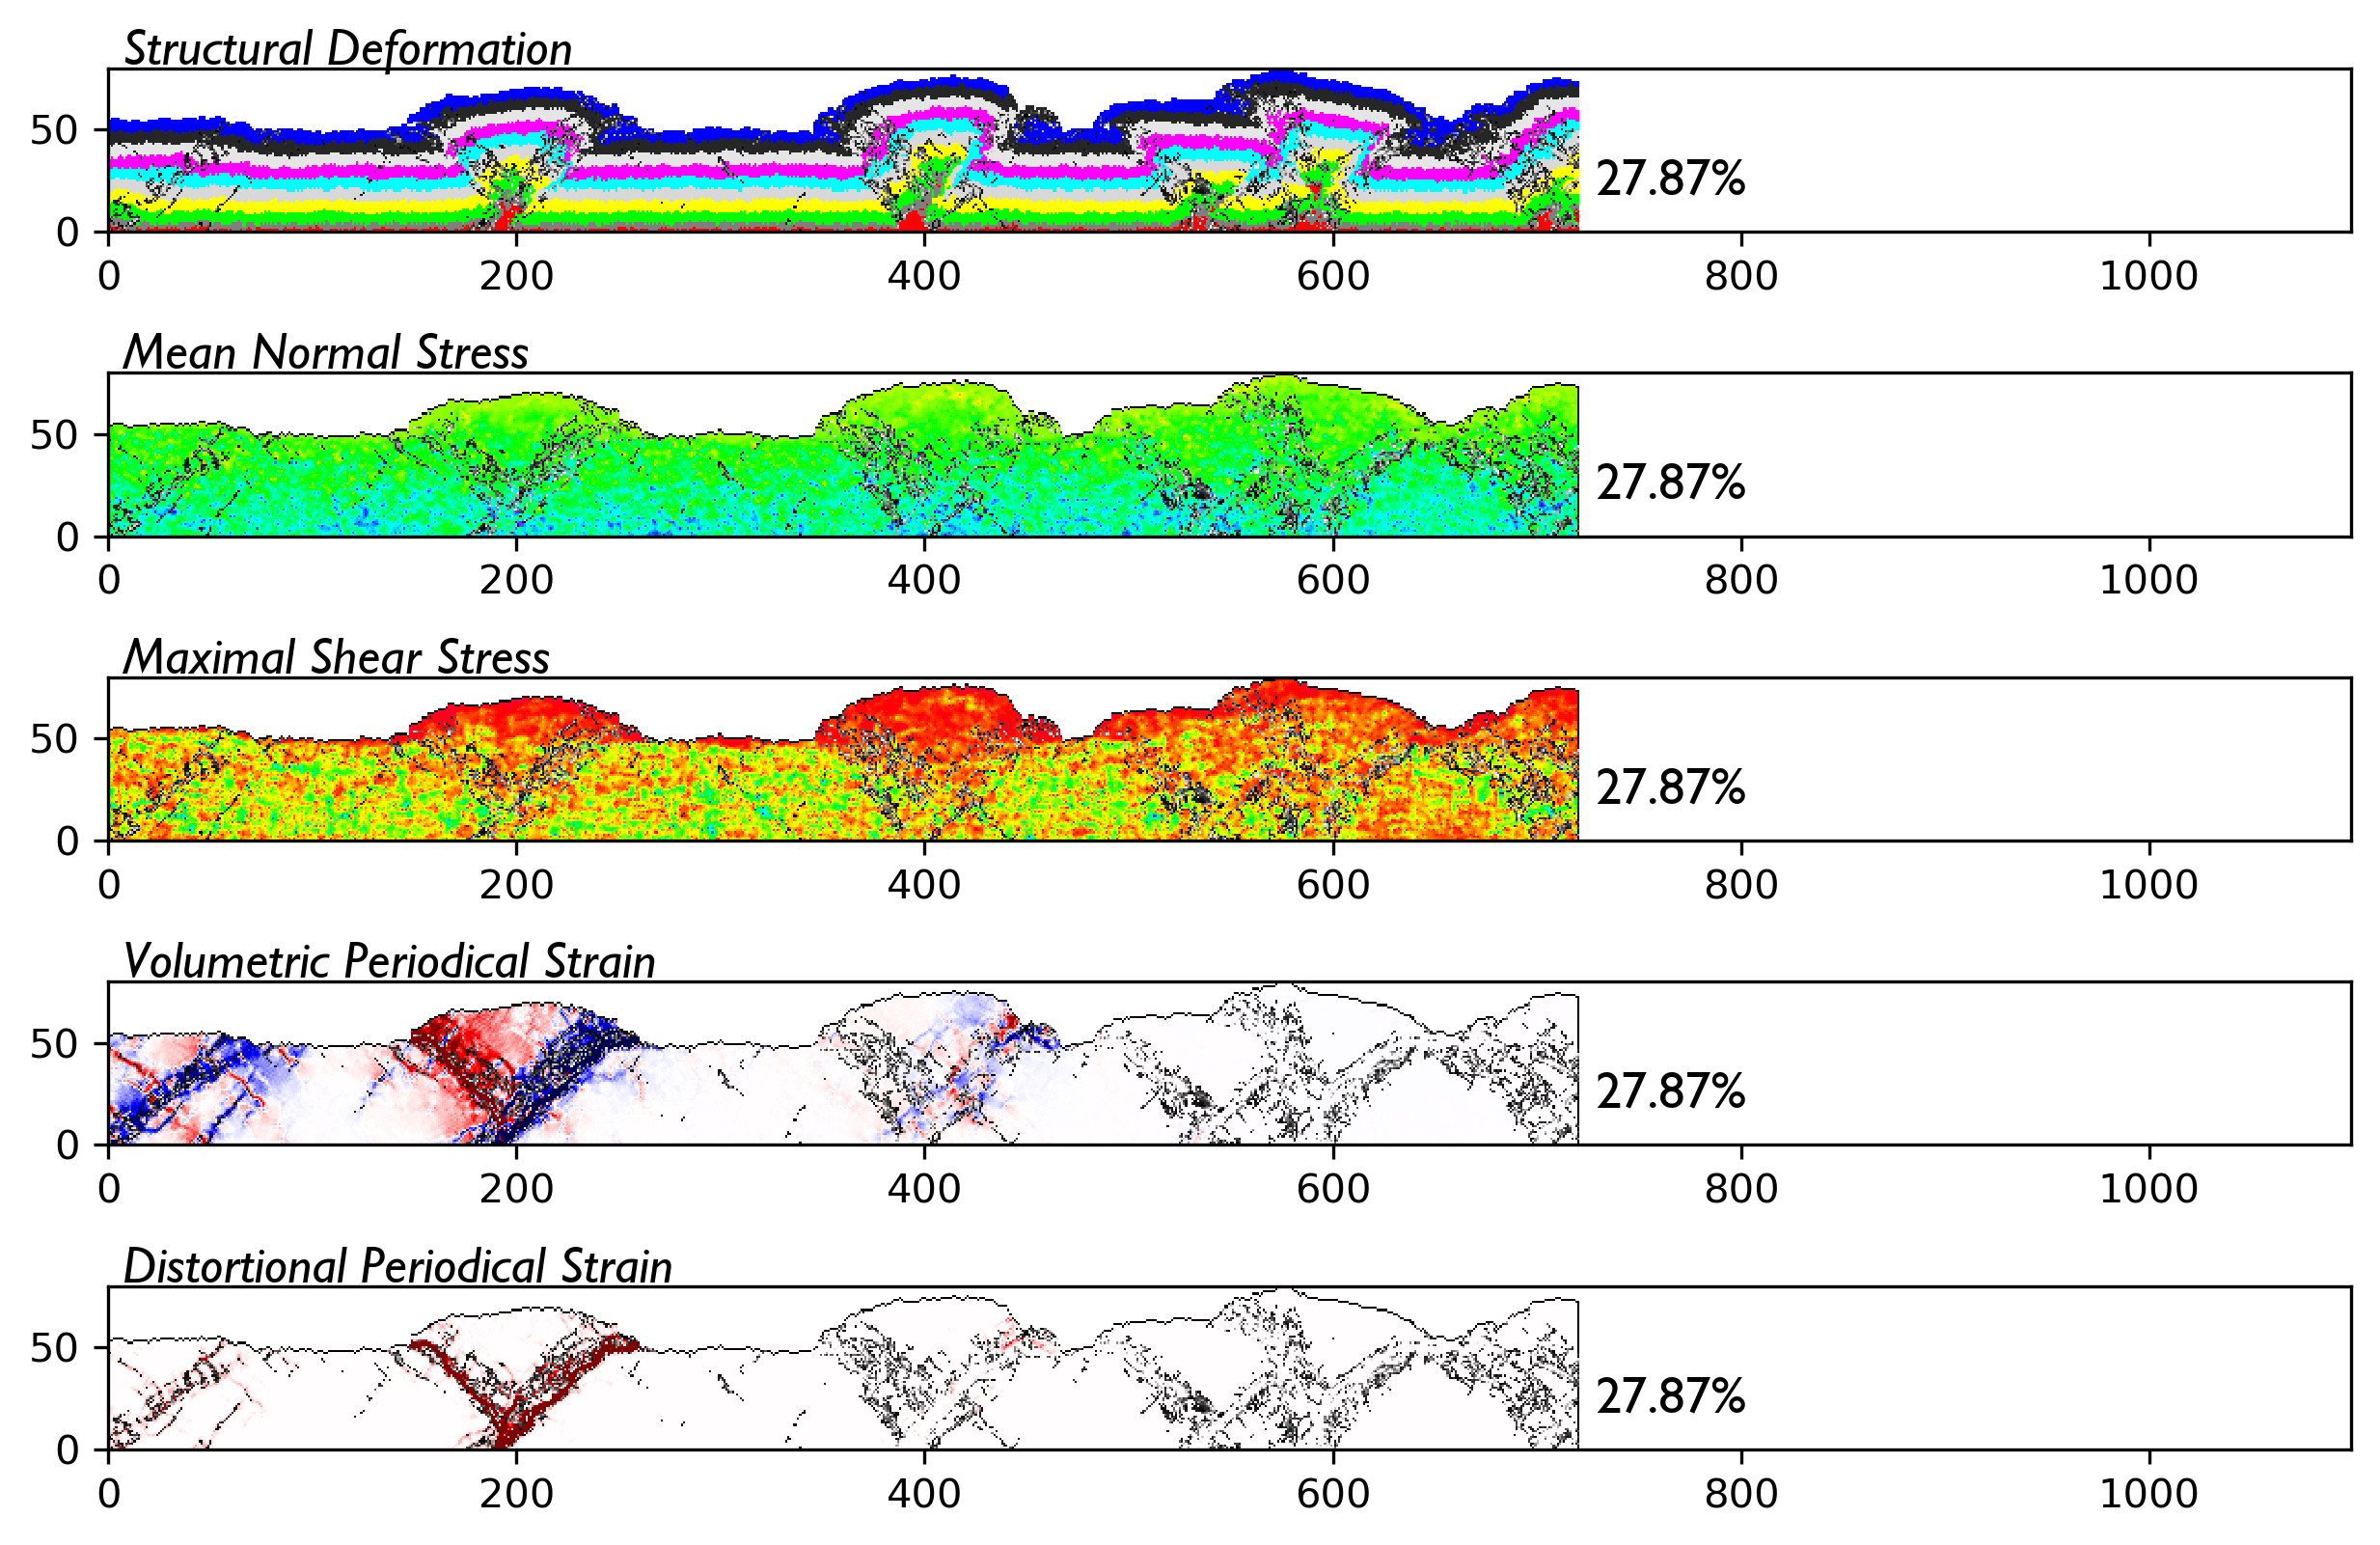 Structural Deformation
50
0
27.87%
0 200 400 600 800 1000
Mean Normal Stress
50
0
27.87%
0 200 400 600 800 1000
Maximal Shear Stress
50
0
27.87%
0 200 400 600 800 1000
Volumetric Periodical Strain
50
0
27.87%
0 200 400 600 800 1000
Distortional Periodical Strain
50
0
27.87%
0 200 400 600 800 1000